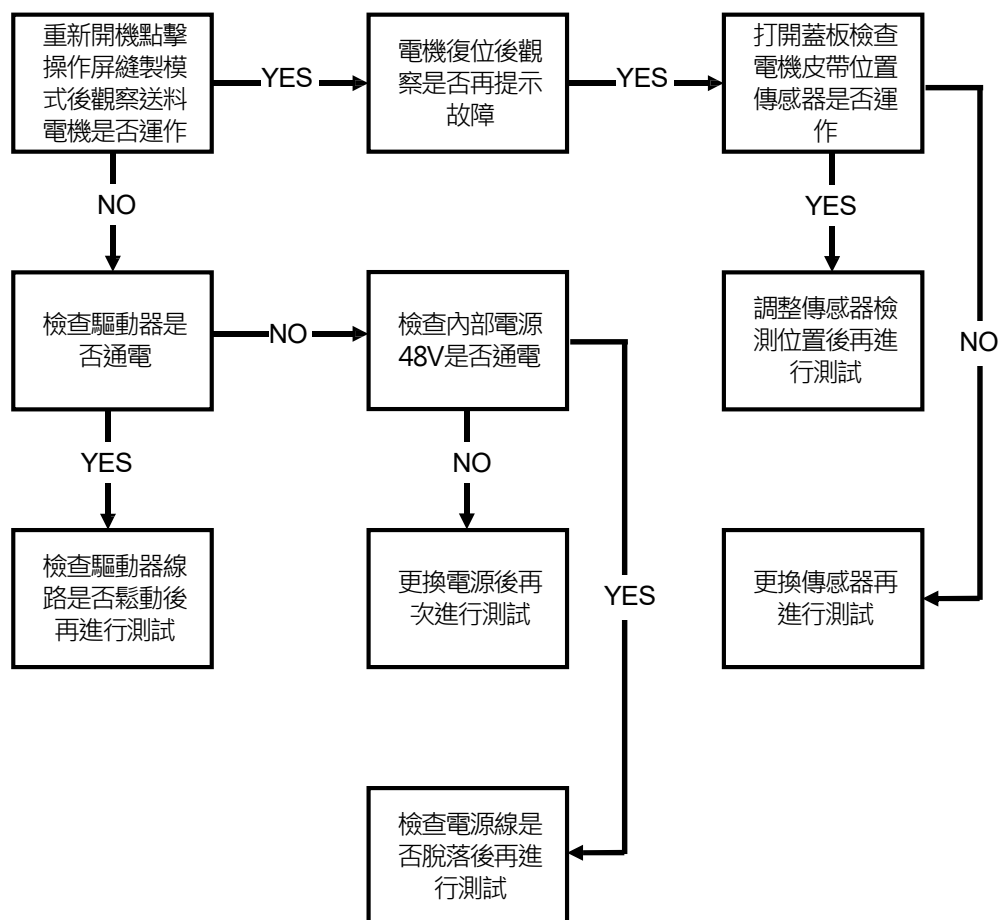 重新開機點擊
操作屏縫製模
式後觀察送料
電機是否運作
YES
電機復位後觀
察是否再提示
故障
YES
打開蓋板檢查
電機皮帶位置
傳感器是否運
作
NO
YES
檢查驅動器是
否通電
NO
檢查內部電源
48V是否通電
調整傳感器檢
測位置後再進
行測試
NO
YES
NO
檢查驅動器線
路是否鬆動後
再進行測試
更換電源後再
次進行測試
YES
更換傳感器再
進行測試
檢查電源線是
否脫落後再進
行測試